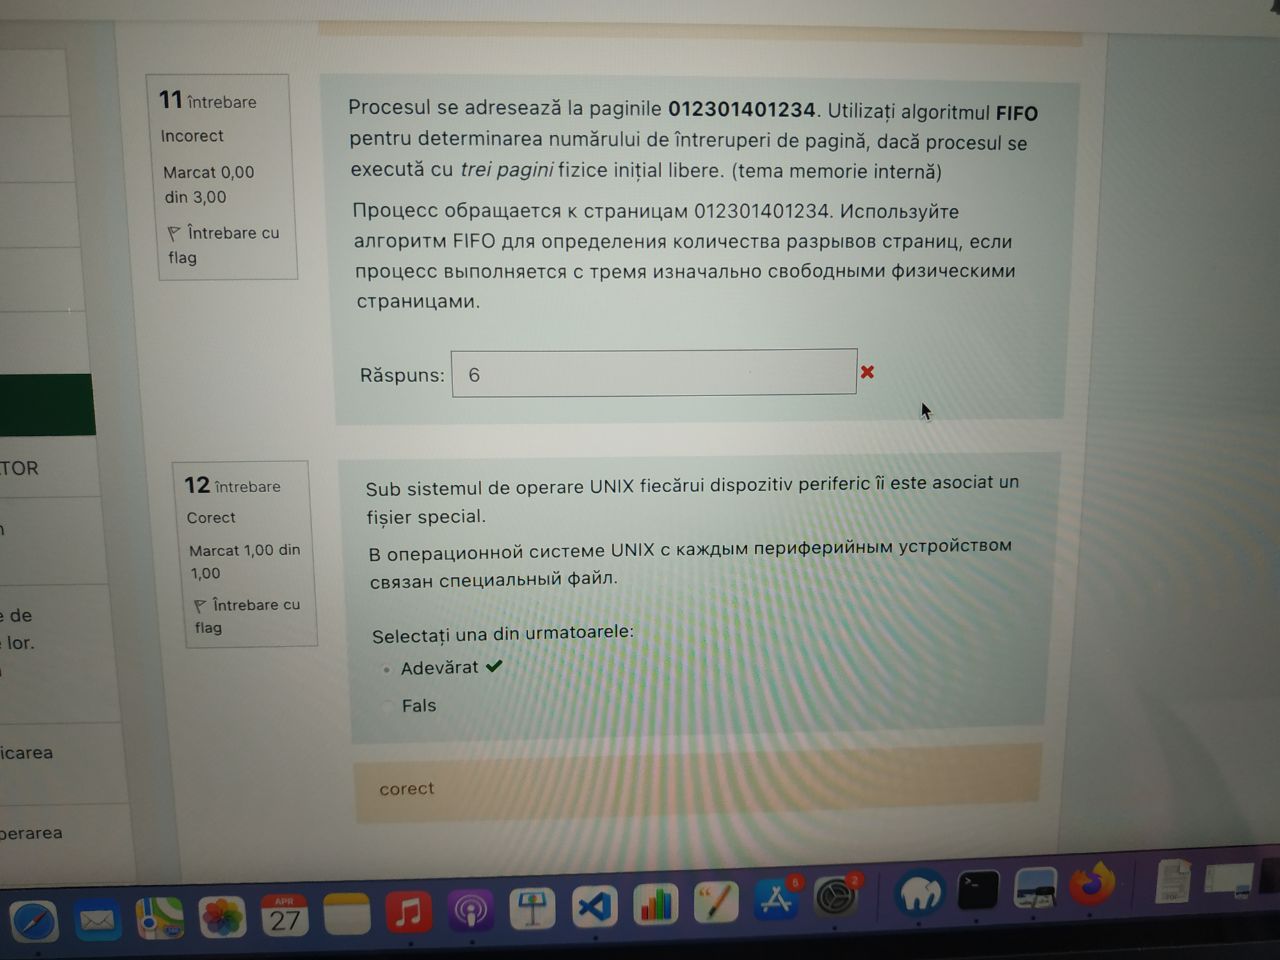 11 întrebare
Incorect
Marcat 0,00
din 3,00
Întrebare cu
flag
Procesul se adresează la paginile 012301401234. Utilizați algoritmul FIFO
pentru determinarea numărului de întreruperi de pagină, dacă procesul se
execută cu trei pagini fizice inițial libere. (tema memorie internă)
Процесс обращается к страницам 012301401234. Используйте
алгоритм FIFO для определения количества разрывов страниц, если
процесс выполняется с тремя изначально свободными физическими
страницами.
Răspuns: 6
TOR
12 întrebare
Corect
Marcat 1,00 din
1,00
Întrebare cu
flag
Sub sistemul de operare UNIX fiecărui dispozitiv periferic îi este asociat un
fișier special.
В операционной системе UNIX с каждым периферийным устройством
связан специальный файл.
Selectați una din urmatoarele:
Adevărat
Fals
corect
e de
lor.
icarea
perarea
APR
27
5
2